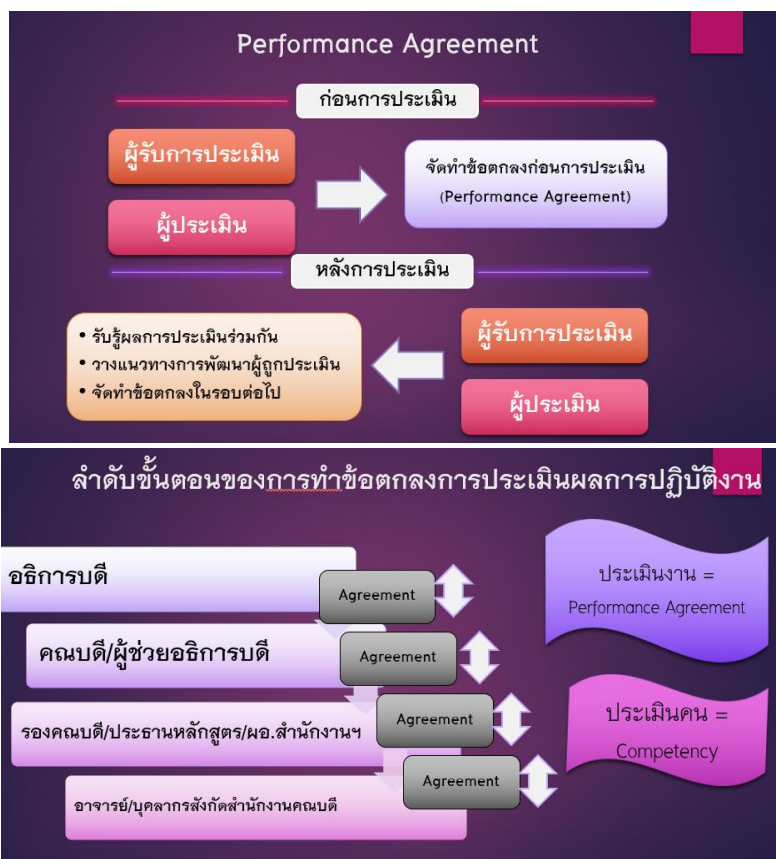 Performance Agreement
ก่อนการประเมิน
ผู้รับการประเมิน
ผู้ประเมิน
จัดทำข้อตกลงก่อนการประเมิน
(Performance Agreement)
หลังการประเมิน
• รับรู้ผลการประเมินร่วมกัน
• วางแนวทางการพัฒนาผู้ถูกประเมิน
• จัดทำข้อตกลงในรอบต่อไป
ผู้รับการประเมิน
ผู้ประเมิน
ลำดับขั้นตอนของการทำข้อตกลงการประเมินผลการปฏิบัติงาน
อธิการบดี
Agreement
คณบดี/ผู้ช่วยอธิการบดี
Agreement
รองคณบดี/ประธานหลักสูตร/ผอ.สำนักงานฯ
Agreement
อาจารย์/บุคลากรสังกัดสำนักงานคณบดี
Agreement
ประเมินงาน =
Performance Agreement
ประเมินคน =
Competency